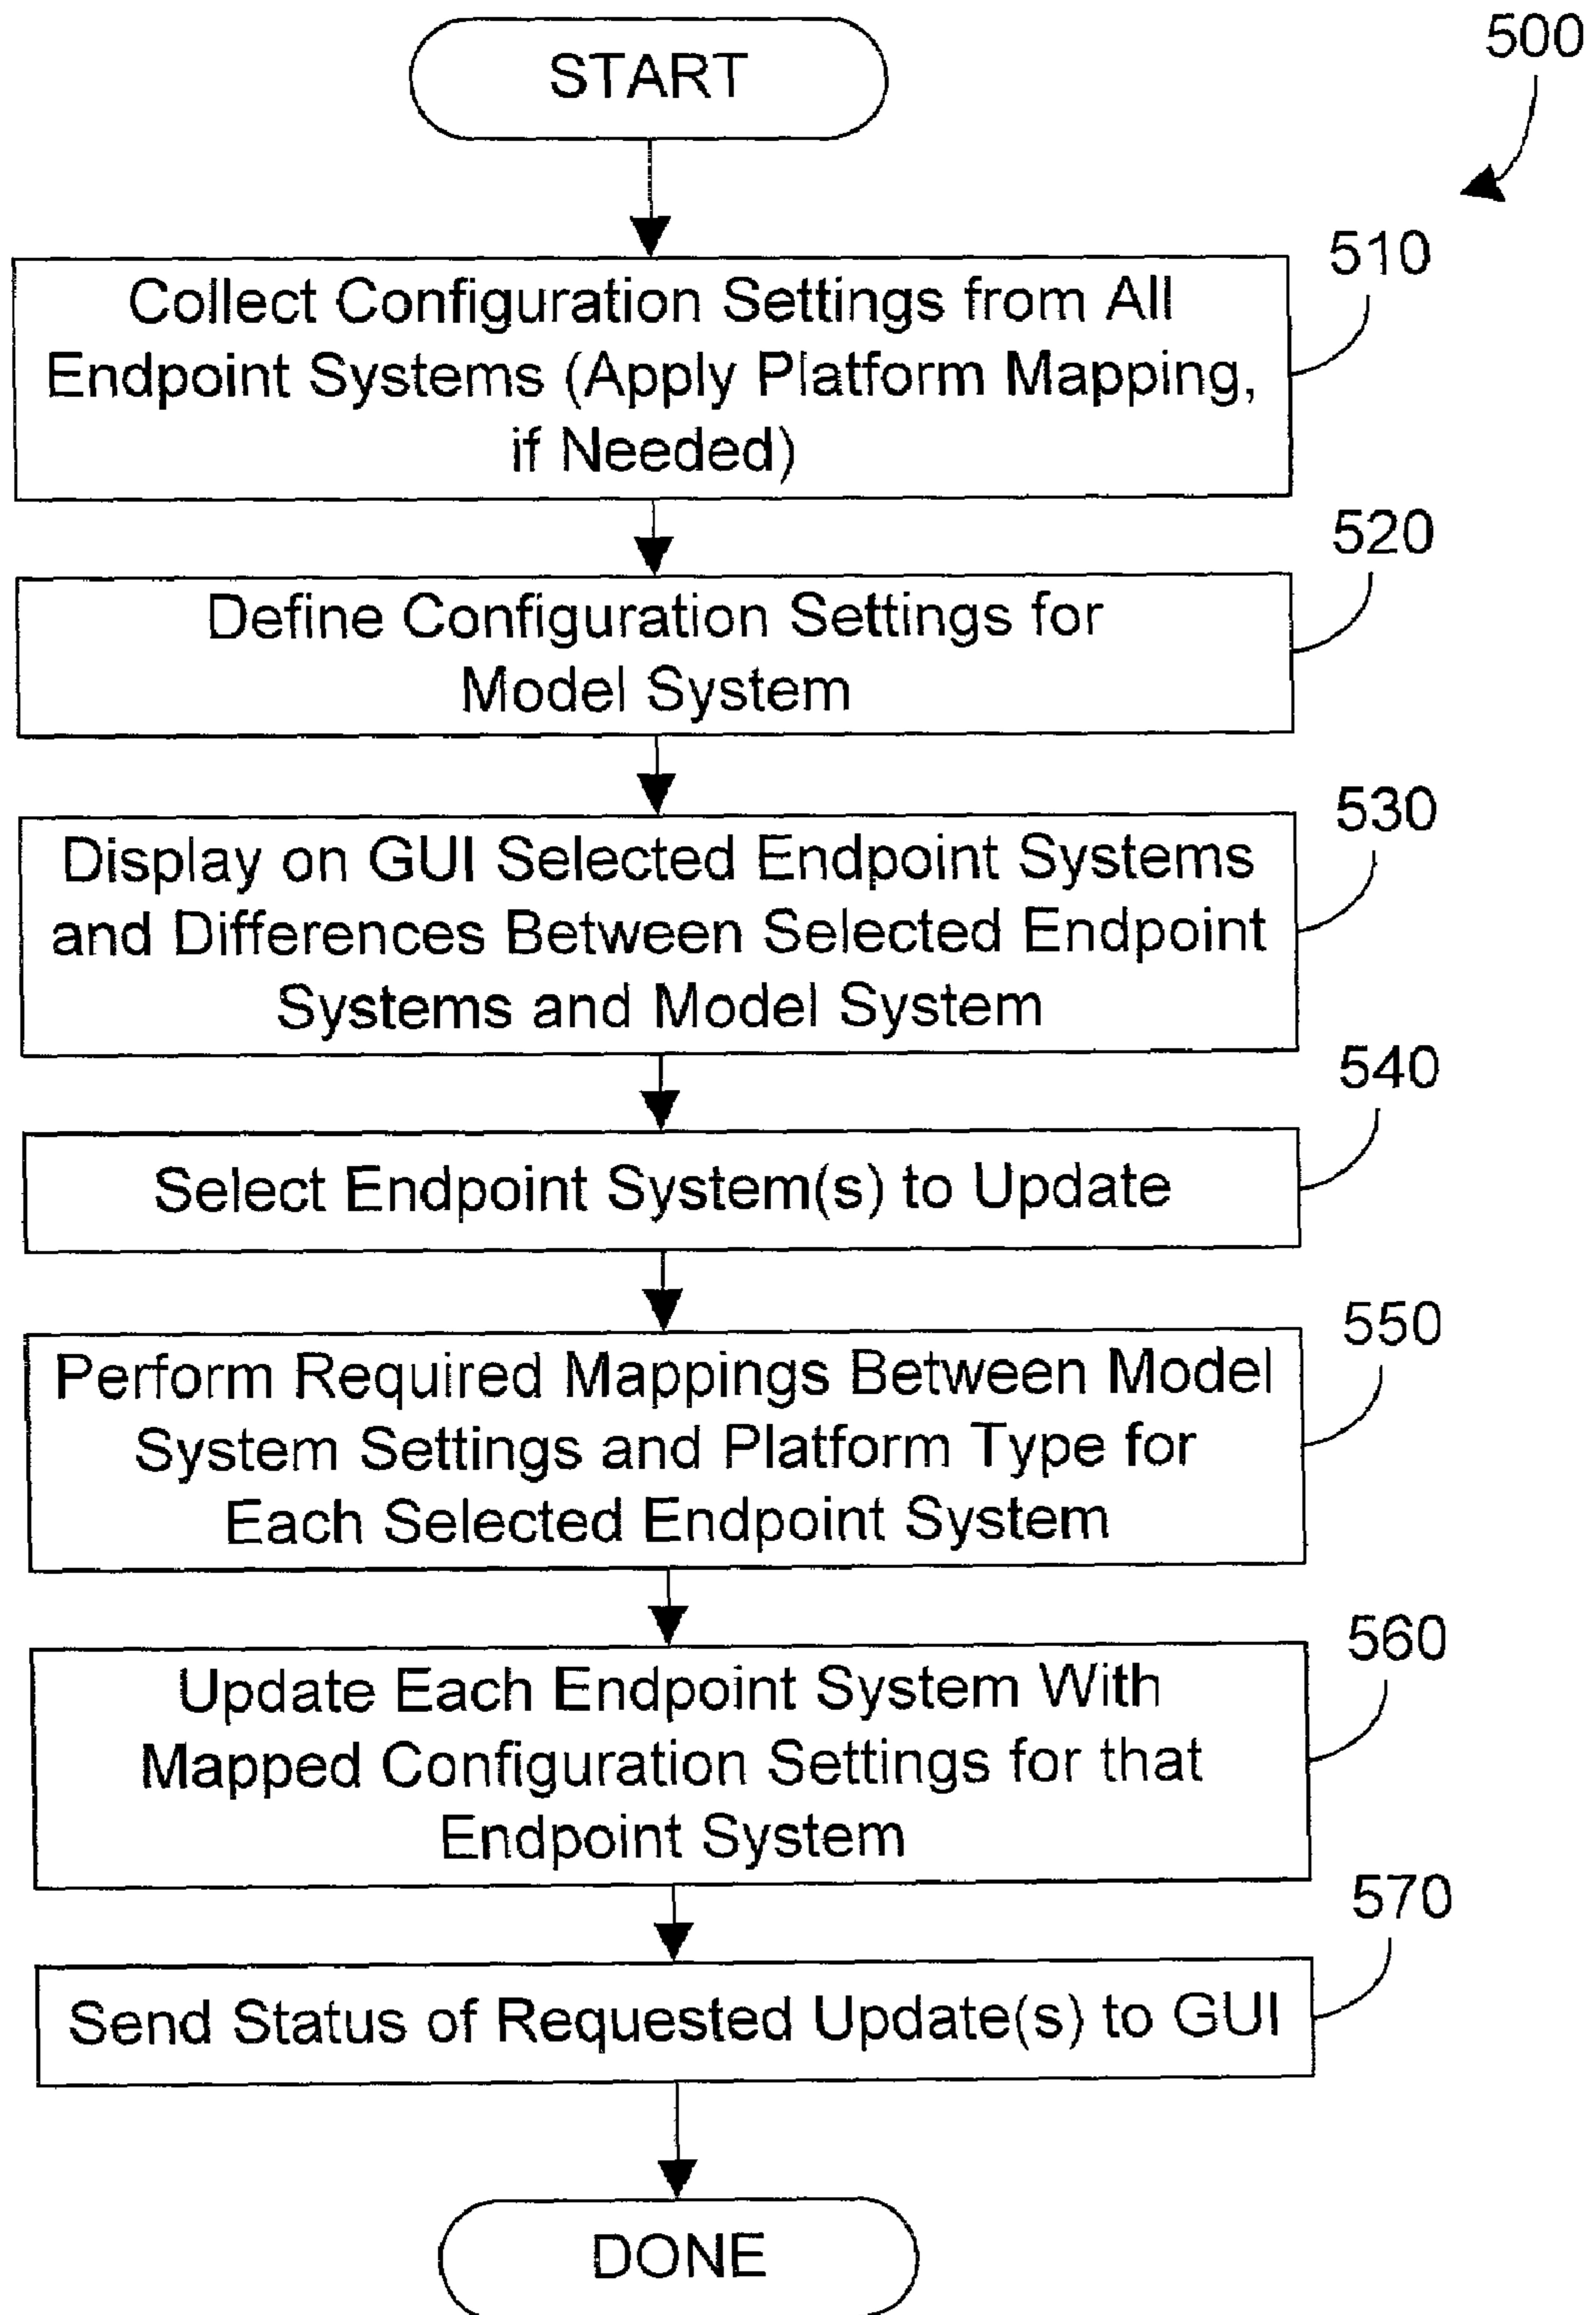 START
500
510
Collect Configuration Settings from All
Endpoint Systems (Apply Platform Mapping,
if Needed)
520
Define Configuration Settings for
Model System
530
Display on GUI Selected Endpoint Systems
and Differences Between Selected Endpoint
Systems and Model System
540
Select Endpoint System(s) to Update
550
Perform Required Mappings Between Model
System Settings and Platform Type for
Each Selected Endpoint System
560
Update Each Endpoint System With
Mapped Configuration Settings for that
Endpoint System
570
Send Status of Requested Update(s) to GUI
DONE